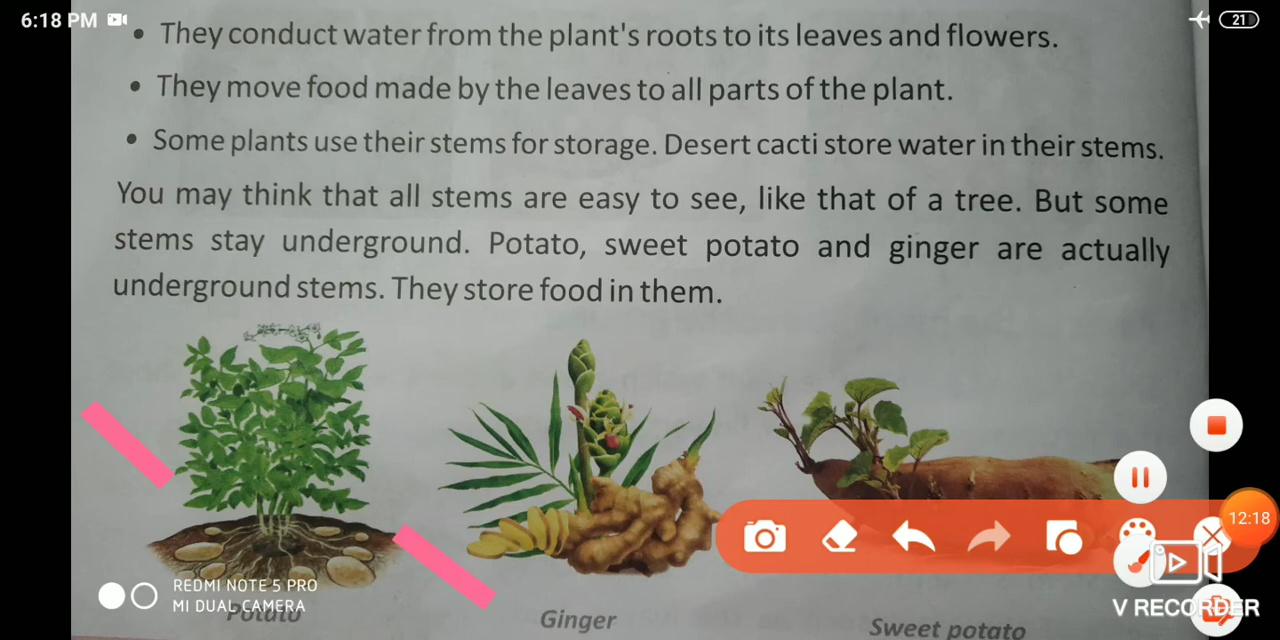 6:18 PM
21
• They conduct water from the plant's roots to its leaves and flowers.
• They move food made by the leaves to all parts of the plant.
• Some plants use their stems for storage. Desert cacti store water in their stems.
You may think that all stems are easy to see, like that of a tree. But some
stems stay underground. Potato, sweet potato and ginger are actually
underground stems. They store food in them.
12:18
REDMI NOTE 5 PRO
MI DUAL CAMERA
V RECORDER
Potato
Ginger
Sweet potato